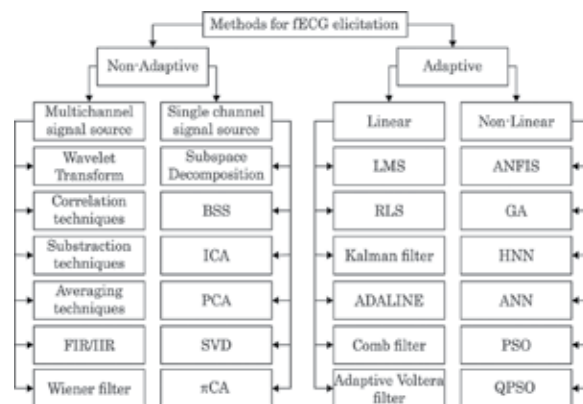 Methods for fECG elicitation
Non-Adaptive
Adaptive
Multichannel
signal source
Single channel
signal source
Linear
Non-Linear
Wavelet
Transform
Subspace
Decomposition
LMS
ANFIS
Correlation
techniques
BSS
RLS
GA
Substraction
techniques
ICA
Kalman filter
HNN
Averaging
techniques
PCA
ADALINE
ANN
FIR/IIR
SVD
Comb filter
PSO
Wiener filter
πCA
Adaptive Voltera
filter
QPSO